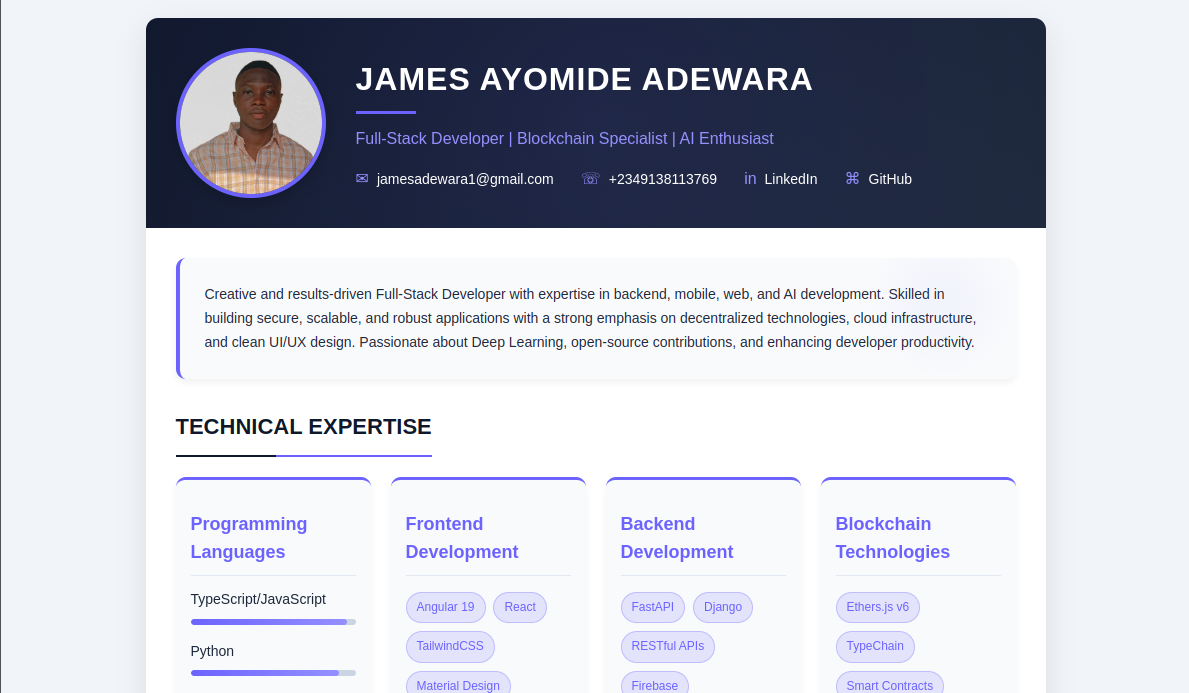 JAMES AYOMIDE ADEWARA
Full-Stack Developer | Blockchain Specialist | AI Enthusiast
✉ jamesadewara1@gmail.com ☏ +2349138113769 in LinkedIn ⌘ GitHub
Creative and results-driven Full-Stack Developer with expertise in backend, mobile, web, and AI development. Skilled in
building secure, scalable, and robust applications with a strong emphasis on decentralized technologies, cloud infrastructure,
and clean UI/UX design. Passionate about Deep Learning, open-source contributions, and enhancing developer productivity.
TECHNICAL EXPERTISE
Programming
Languages
TypeScript/JavaScript
Python
Frontend
Development
Angular 19 React
TailwindCSS
Material Design
Backend
Development
FastAPI Django
RESTful APIs
Firebase
Blockchain
Technologies
Ethers.js v6
TypeChain
Smart Contracts